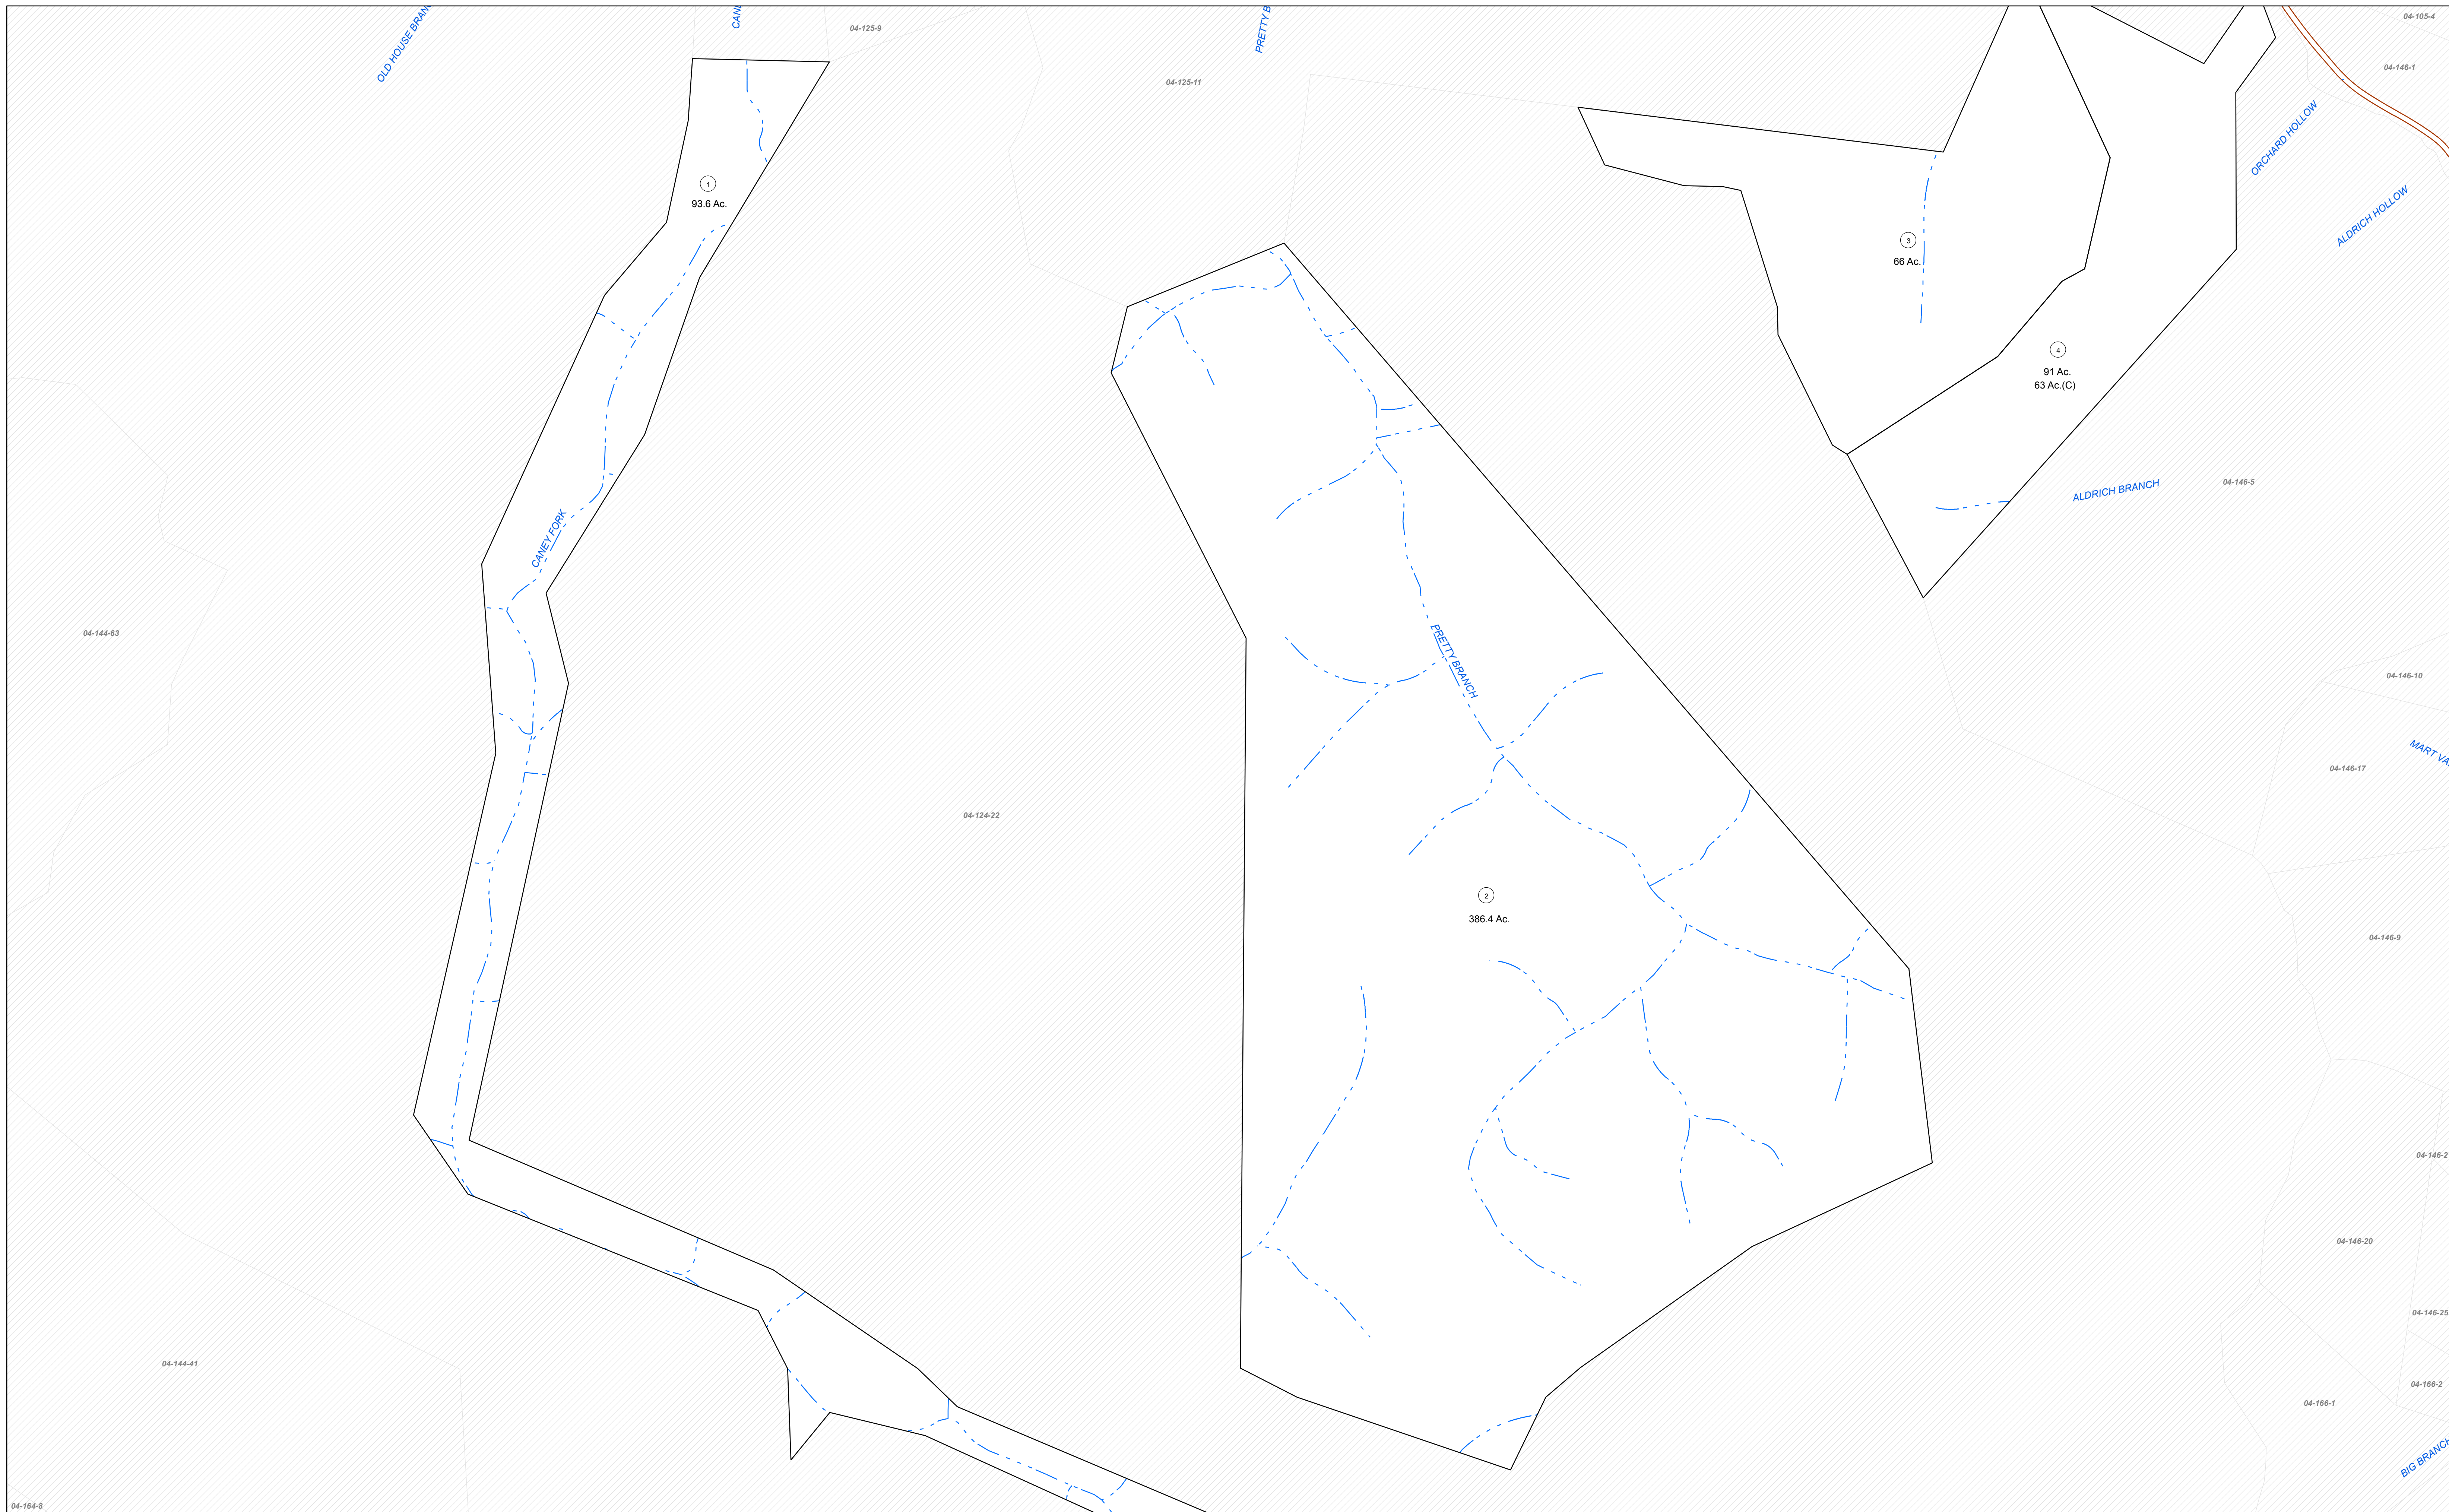 OLD HOUSE BRAN
CANE
04-125-9
PRETTY B
04-105-4
04-146-1
04-125-11
ORCHARD HOLLOW
ALDRICH HOLLOW
1
93.6 Ac.
3
66 Ac.
4
91 Ac.
63 Ac.(C)
ALDRICH BRANCH
04-146-5
CANEY FORK
04-144-63
PRETTY BRANCH
04-146-10
MART VA
04-146-17
04-124-22
2
386.4 Ac.
04-146-9
04-146-2
04-146-20
04-146-25
04-144-41
04-166-2
04-166-1
BIG BRANCH
04-164-8